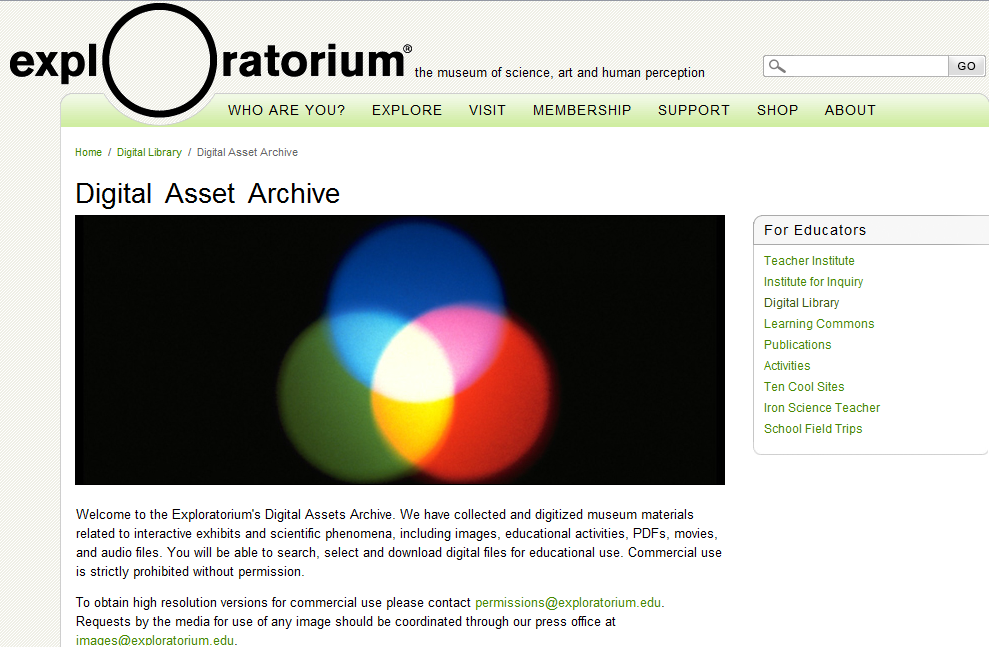 exploratorium® the museum of science, art and human perception
GO
WHO ARE YOU? EXPLORE VISIT MEMBERSHIP SUPPORT SHOP ABOUT
Home / Digital Library / Digital Asset Archive
Digital Asset Archive
Welcome to the Exploratorium's Digital Assets Archive. We have collected and digitized museum materials
related to interactive exhibits and scientific phenomena, including images, educational activities, PDFs, movies,
and audio files. You will be able to search, select and download digital files for educational use. Commercial use
is strictly prohibited without permission.
To obtain high resolution versions for commercial use please contact permissions@exploratorium.edu.
Requests by the media for use of any image should be coordinated through our press office at
images@exploratorium.edu.
For Educators
Teacher Institute
Institute for Inquiry
Digital Library
Learning Commons
Publications
Activities
Ten Cool Sites
Iron Science Teacher
School Field Trips